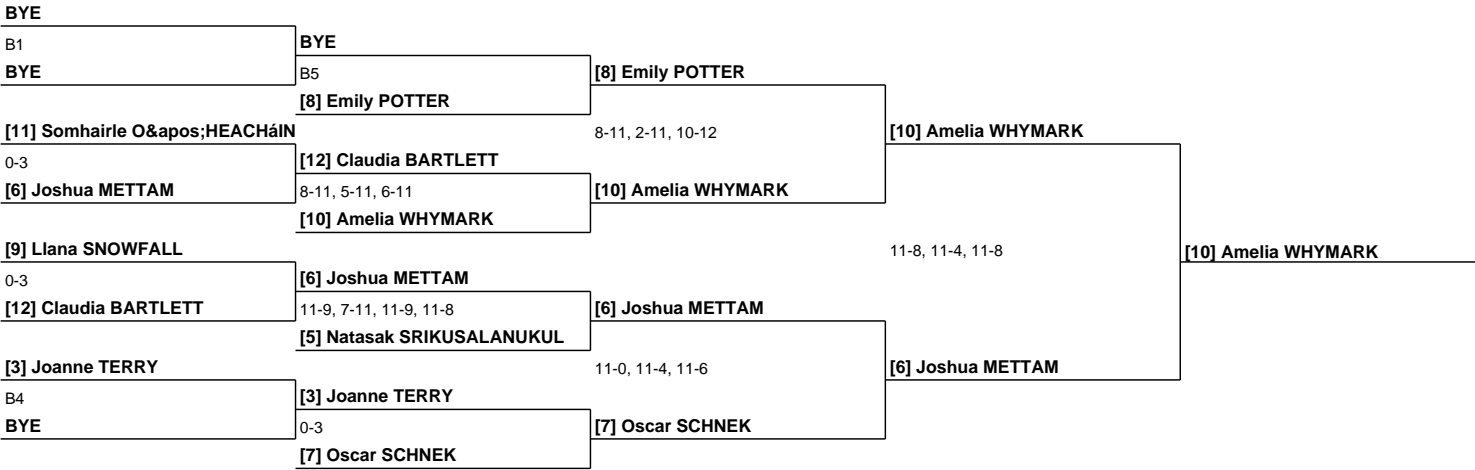 BYE
B1
BYE
[11] Somhairle O&apos;HEACHáIN
0-3
[6] Joshua METTAM
[9] Llana SNOWFALL
0-3
[12] Claudia BARTLETT
[3] Joanne TERRY
B4
BYE
BYE
B5
[8] Emily POTTER
[12] Claudia BARTLETT
8-11, 5-11, 6-11
[10] Amelia WHYMARK
[6] Joshua METTAM
11-9, 7-11, 11-9, 11-8
[5] Natasak SRIKUSALANUKUL
[3] Joanne TERRY
0-3
[7] Oscar SCHNEK
[8] Emily POTTER
8-11, 2-11, 10-12
[10] Amelia WHYMARK
[6] Joshua METTAM
11-0, 11-4, 11-6
[7] Oscar SCHNEK
[10] Amelia WHYMARK
11-8, 11-4, 11-8
[6] Joshua METTAM
[10] Amelia WHYMARK